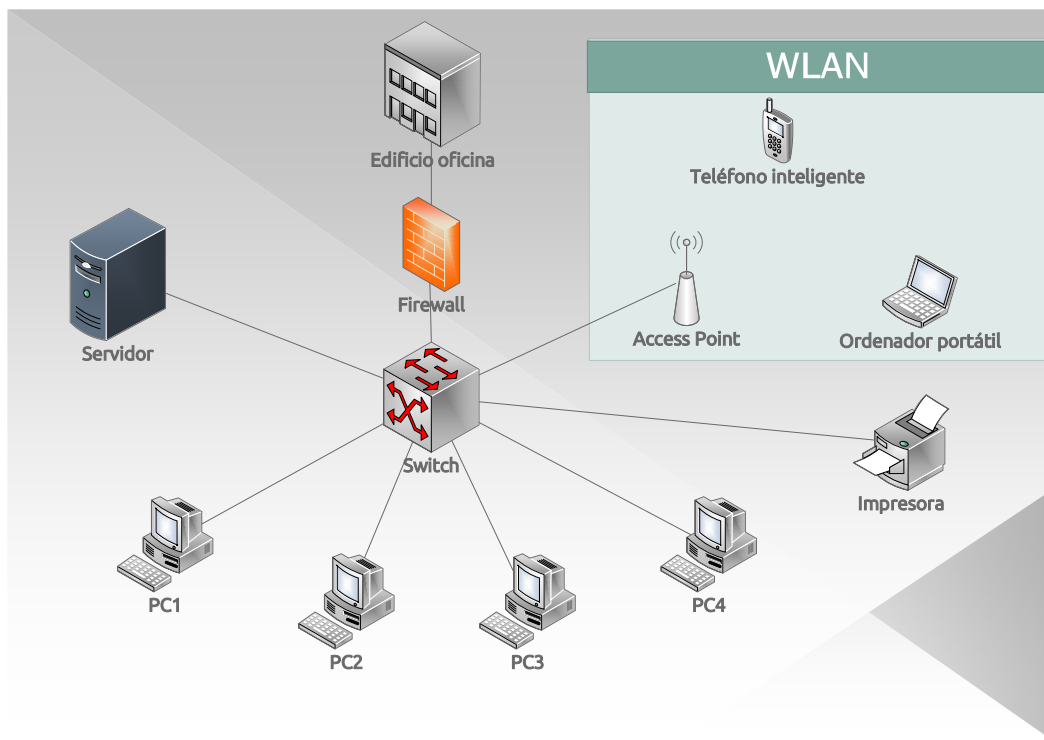 WLAN
Edificio oficina
Teléfono inteligente
Firewall
Servidor
Access Point
Ordenador portátil
Switch
Impresora
PC1
PC4
PC2
PC3